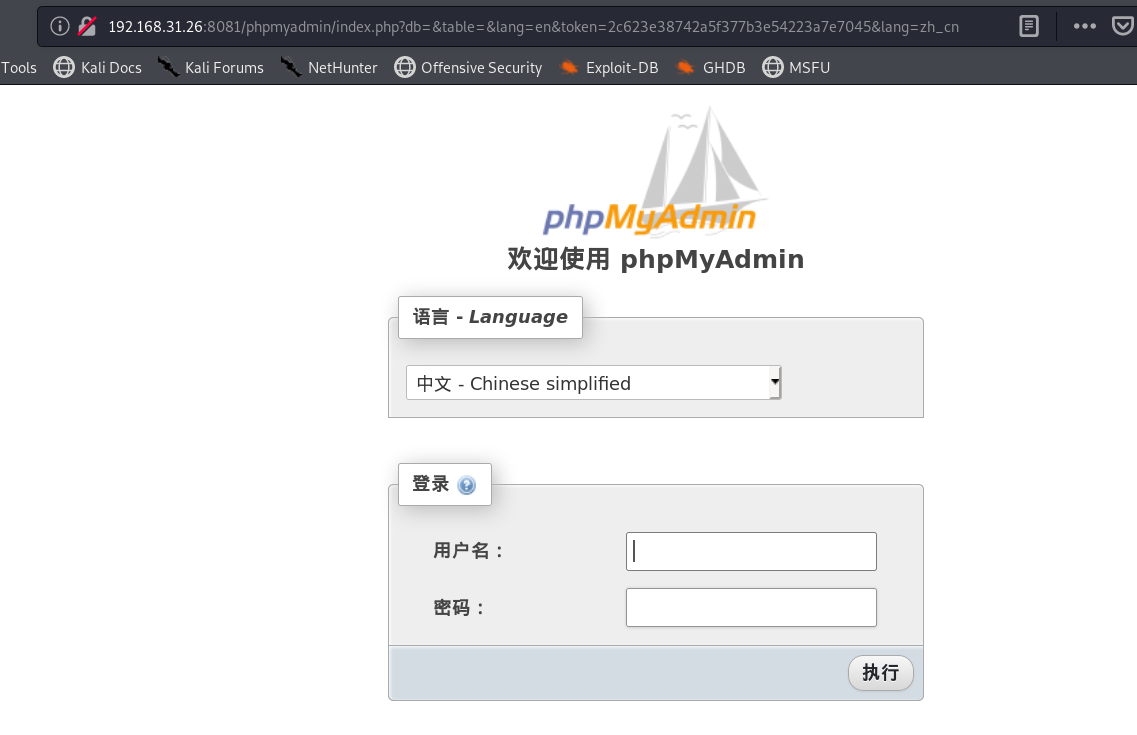 192.168.31.26:8081/phpmyadmin/index.php?db=&table=&lang=en&token=2c623e38742a5f377b3e54223a7e7045&lang=zh_cn
Tools Kali Docs Kali Forums NetHunter Offensive Security Exploit-DB GHDB MSFU
phpMyAdmin
欢迎使用 phpMyAdmin
语言 - Language
中文 - Chinese simplified
登录
用户名：
密码：
执行